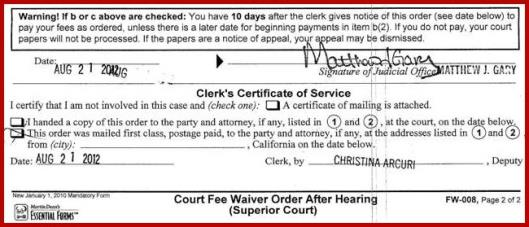 Warning! If b or c above are checked: You have 10 days after the clerk gives notice of this order (see date below) to
pay your fees as ordered, unless there is a later date for beginning payments in item b(2). If you do not pay, your court
papers will not be processed. If the papers are a notice of appeal, your appeal may be dismissed.
Date: AUG 2 1 2012 AUG
Matthew J Gary
Signature of Judicial Office MATTHEW J. GARY
Clerk's Certificate of Service
I certify that I am not involved in this case and (check one): A certificate of mailing is attached.
I handed a copy of this order to the party and attorney, if any, listed in 1 and 2, at the court, on the date below.
This order was mailed first class, postage paid, to the party and attorney, if any, at the addresses listed in 1 and 2
from (city): , California on the date below.
Date: AUG 2 1 2012 Clerk, by CHRISTINA ARCURI , Deputy
New January 1, 2010 Mandatory Form
Martin Dean's
ESSENTIAL FORMS™
Court Fee Waiver Order After Hearing
(Superior Court)
FW-008, Page 2 of 2